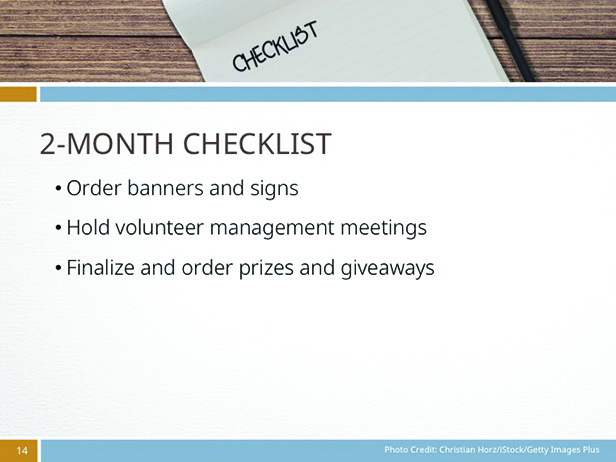 CHECKLIST
2-MONTH CHECKLIST
• Order banners and signs
• Hold volunteer management meetings
• Finalize and order prizes and giveaways
14
Photo Credit: Christian Horz/iStock/Getty Images Plus